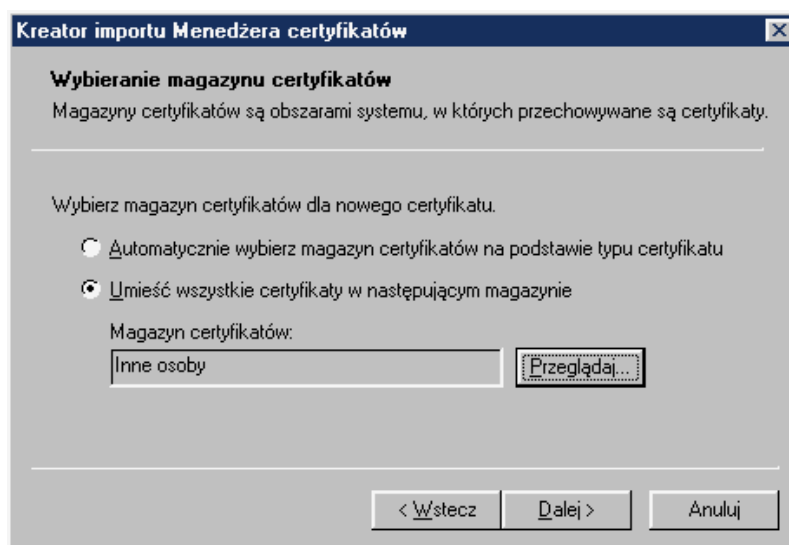 Kreator importu Menedżera certyfikatów
Wybieranie magazynu certyfikatów
Magazyny certyfikatów są obszarami systemu, w których przechowywane są certyfikaty.
Wybierz magazyn certyfikatów dla nowego certyfikatu.
Automatycznie wybierz magazyn certyfikatów na podstawie typu certyfikatu
Umieść wszystkie certyfikaty w następującym magazynie
Magazyn certyfikatów:
Inne osoby Przeglądaj...
< Wstecz Dalej > Anuluj